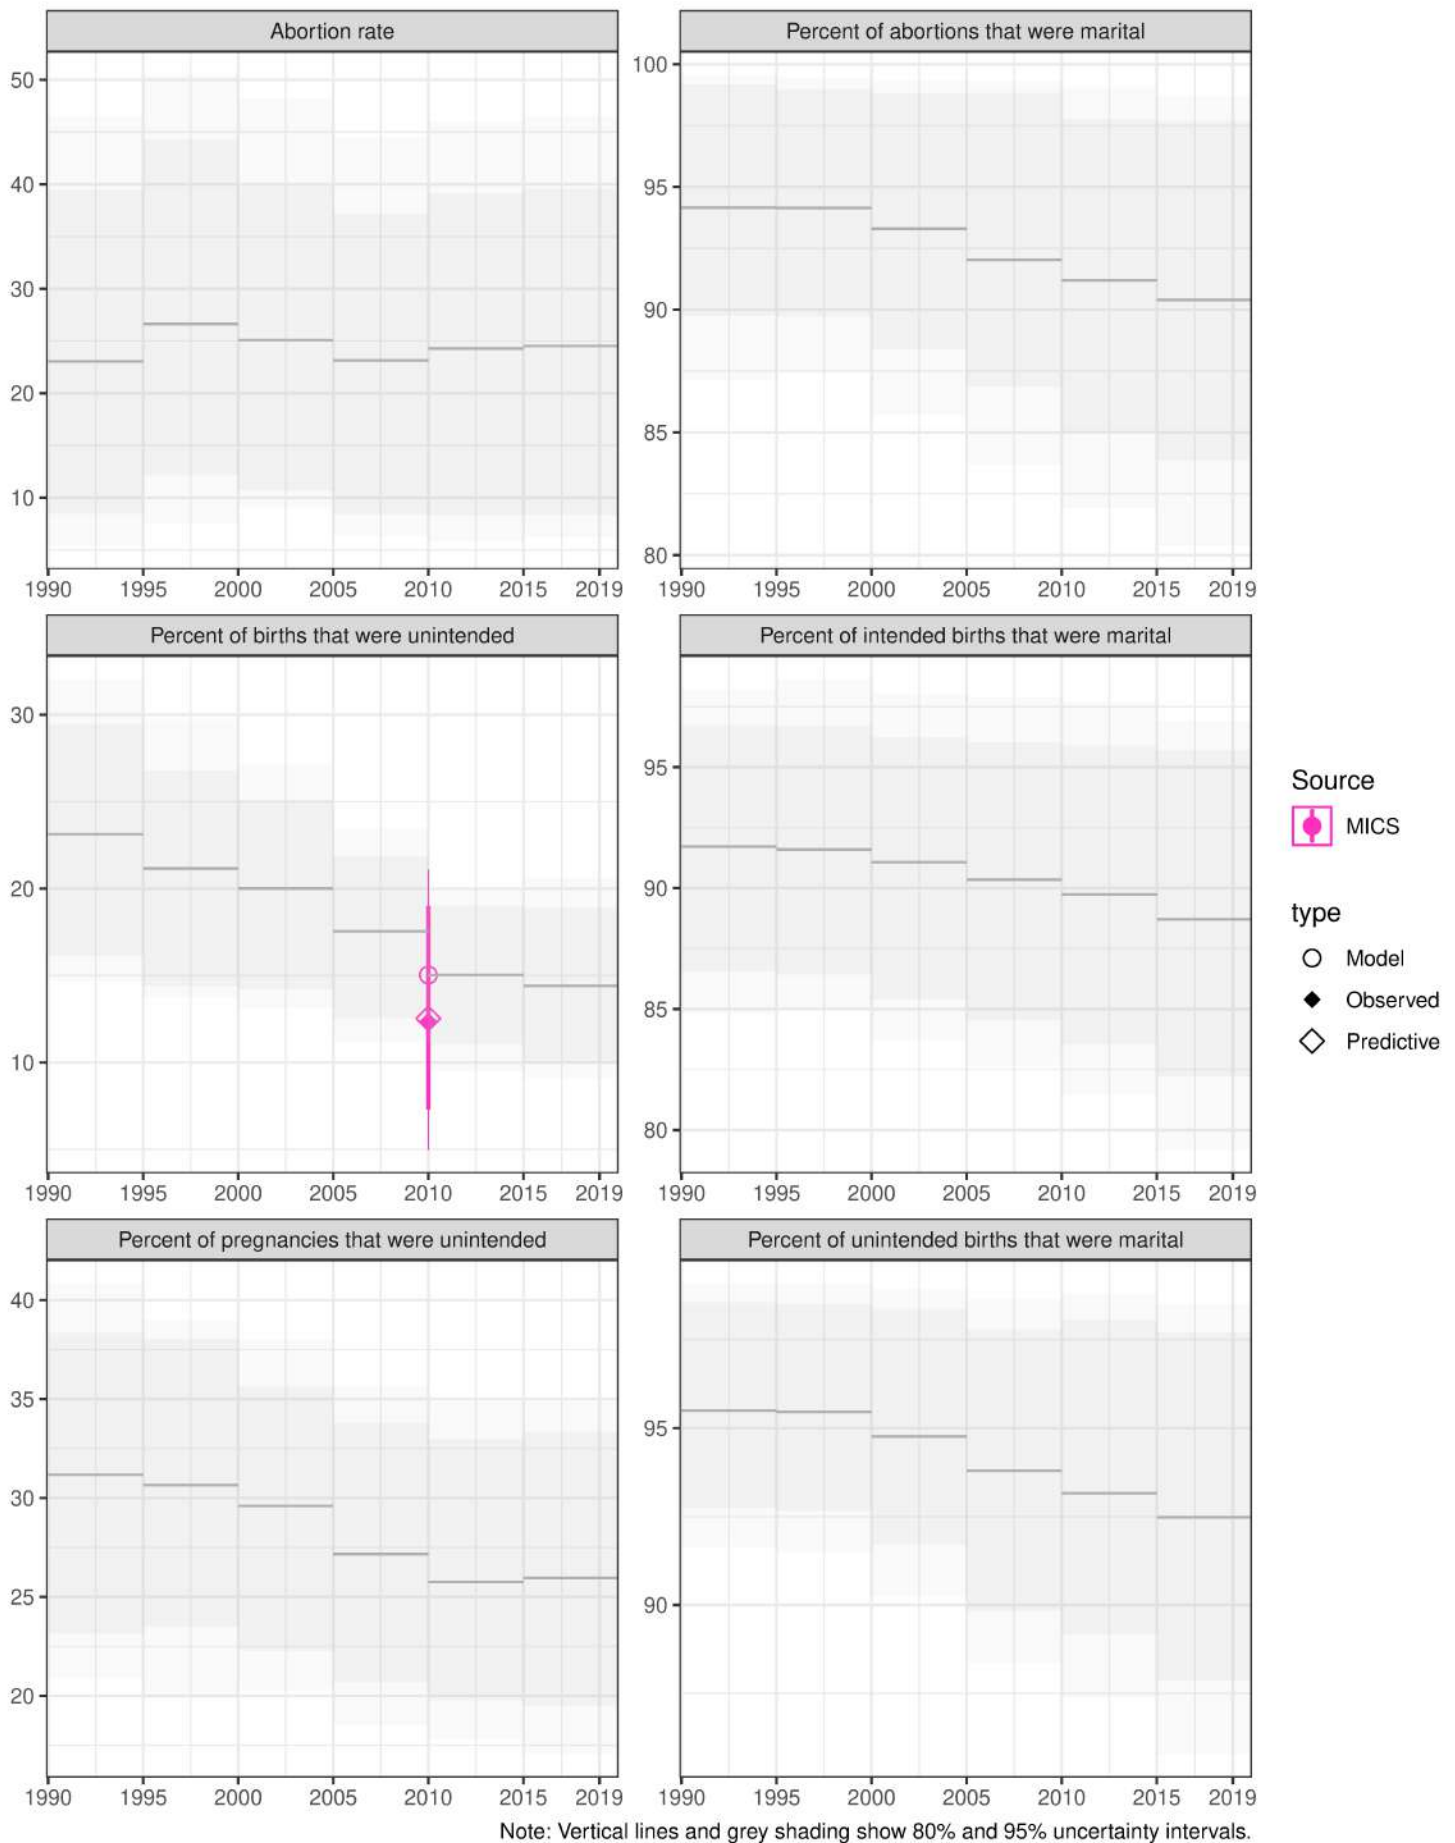 Abortion rate
Percent of abortions that were marital
50
40
30
20
10
100
95
90
85
80
1990 1995 2000 2005 2010 2015 2019
1990 1995 2000 2005 2010 2015 2019
Percent of births that were unintended
Percent of intended births that were marital
30
20
10
95
90
85
80
1990 1995 2000 2005 2010 2015 2019
1990 1995 2000 2005 2010 2015 2019
Percent of pregnancies that were unintended
Percent of unintended births that were marital
40
35
30
25
20
95
90
1990 1995 2000 2005 2010 2015 2019
1990 1995 2000 2005 2010 2015 2019
Source
MICS
type
Model
Observed
Predictive
Note: Vertical lines and grey shading show 80% and 95% uncertainty intervals.